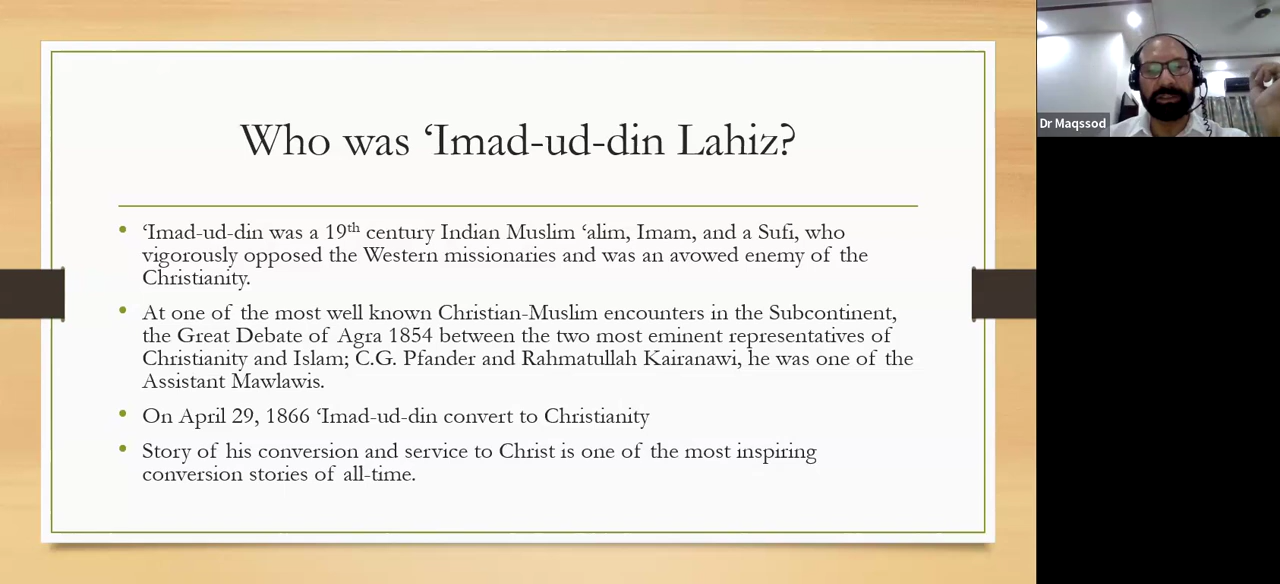 Who was ‘Imad-ud-din Lahiz?
• ‘Imad-ud-din was a 19th century Indian Muslim ‘alim, Imam, and a Sufi, who
vigorously opposed the Western missionaries and was an avowed enemy of the
Christianity.
• At one of the most well known Christian-Muslim encounters in the Subcontinent,
the Great Debate of Agra 1854 between the two most eminent representatives of
Christianity and Islam; C.G. Pfander and Rahmatullah Kairanawi, he was one of the
Assistant Mawlawis.
• On April 29, 1866 ‘Imad-ud-din convert to Christianity
• Story of his conversion and service to Christ is one of the most inspiring
conversion stories of all-time.
Dr Maqssod